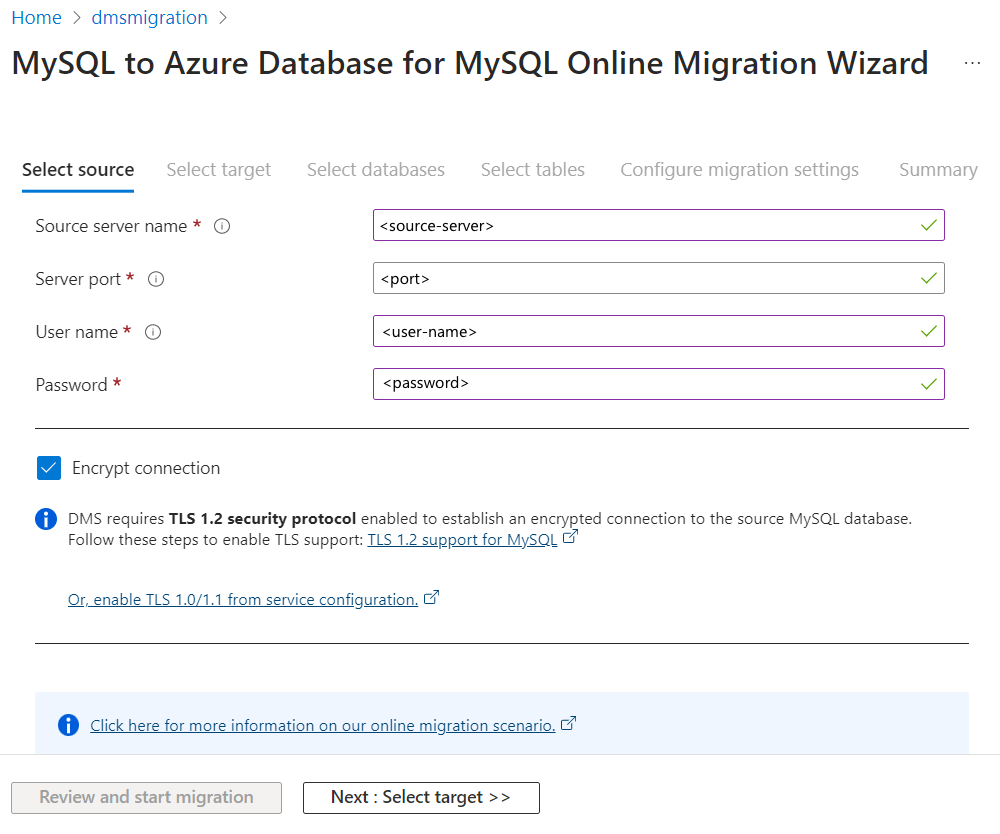 Home > dmsmigration >
MySQL to Azure Database for MySQL Online Migration Wizard ...
Select source Select target Select databases Select tables Configure migration settings Summary
Source server name * <source-server>
Server port * <port>
User name * <user-name>
Password * <password>
Encrypt connection
DMS requires TLS 1.2 security protocol enabled to establish an encrypted connection to the source MySQL database.
Follow these steps to enable TLS support: TLS 1.2 support for MySQL
Or, enable TLS 1.0/1.1 from service configuration.
Click here for more information on our online migration scenario.
Review and start migration Next : Select target >>